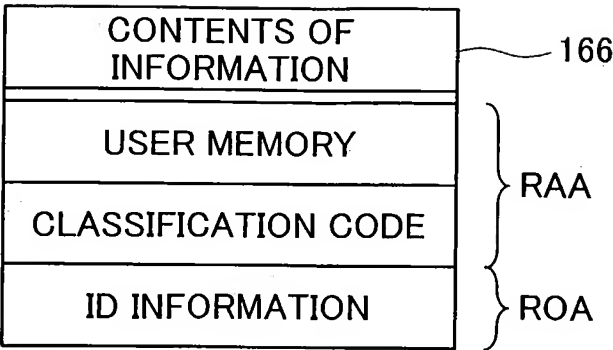 CONTENTS OF
INFORMATION
166
USER MEMORY
RAA
CLASSIFICATION CODE
ID INFORMATION
ROA